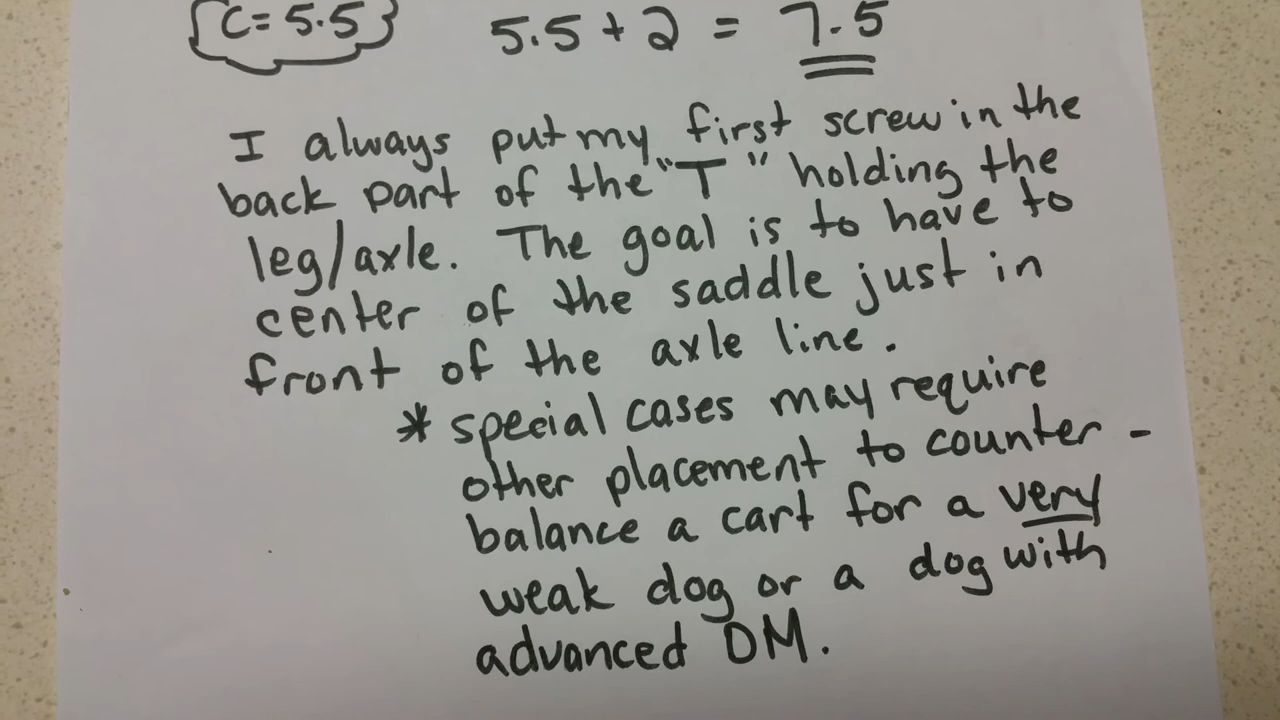 C = 5.5 5.5 + 2 = 7.5
I always put my first screw in the
back part of the "T" holding the
leg/axle. The goal is to have to
center of the saddle just in
front of the axle line.
* special cases may require
other placement to counter -
balance a cart for a very
weak dog or a dog with
advanced DM.